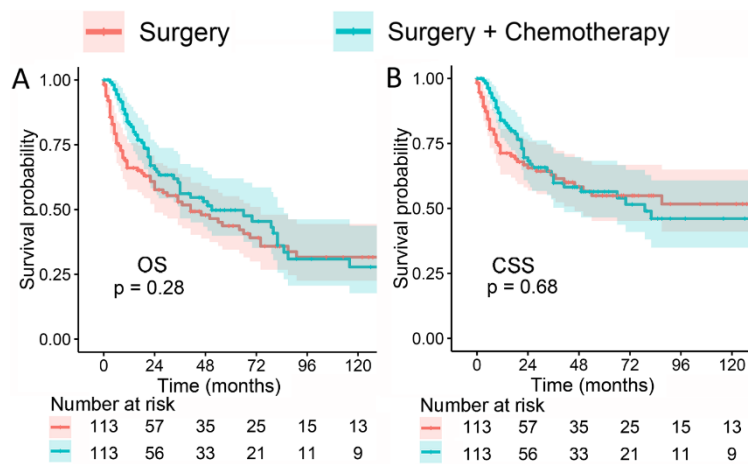 Surgery
Surgery + Chemotherapy
A
Survival probability
1.00
0.75
0.50
0.25
0.00
OS
p = 0.28
0 24 48 72 96 120
Time (months)
Number at risk
113 57 35 25 15 13
113 56 33 21 11 9
B
Survival probability
1.00
0.75
0.50
0.25
0.00
CSS
p = 0.68
0 24 48 72 96 120
Time (months)
Number at risk
113 57 35 25 15 13
113 56 33 21 11 9